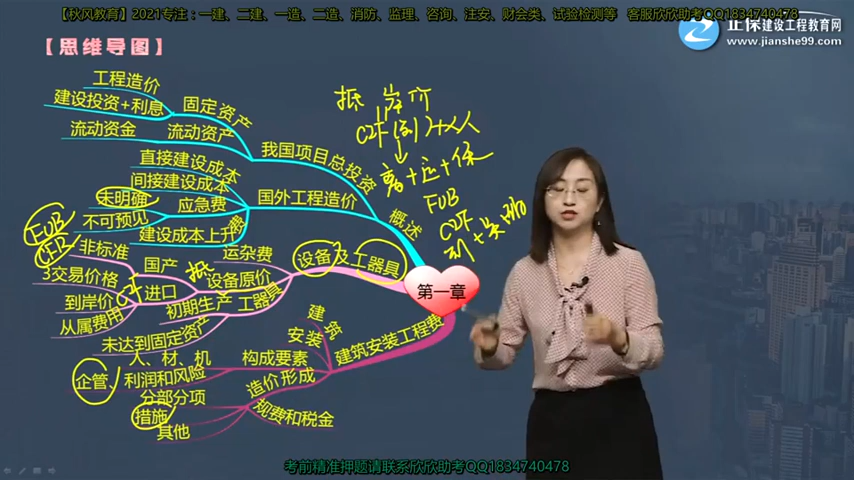 【秋风教育】2021专注：一建、二建、一造、二造、消防、监理、咨询、注安、财会类、试验检测等 客服欣欣助考QQ1834740478
正保建设工程教育网
www.jianshe99.com
【思维导图】
工程造价
建设投资+利息
固定资产
流动资金
流动资产
我国项目总投资
直接建设成本
间接建设成本
未明确
应急费
不可预见
建设成本上升费
国外工程造价
概述
非标准
国产
3交易价格
到岸价
进口
从属费用
运杂费
设备原价
初期生产
工器具
未达到固定资产
设备及工器具
第一章
建筑
安装
建筑安装工程费
人、材、机
构成要素
企管、
利润和风险
造价形成
分部分项
措施
其他
规费和税金
FOB
CFR
抵 岸价
CIF
离+运+保
FOB
CIF
考前精准押题请联系欣欣助考QQ1834740478